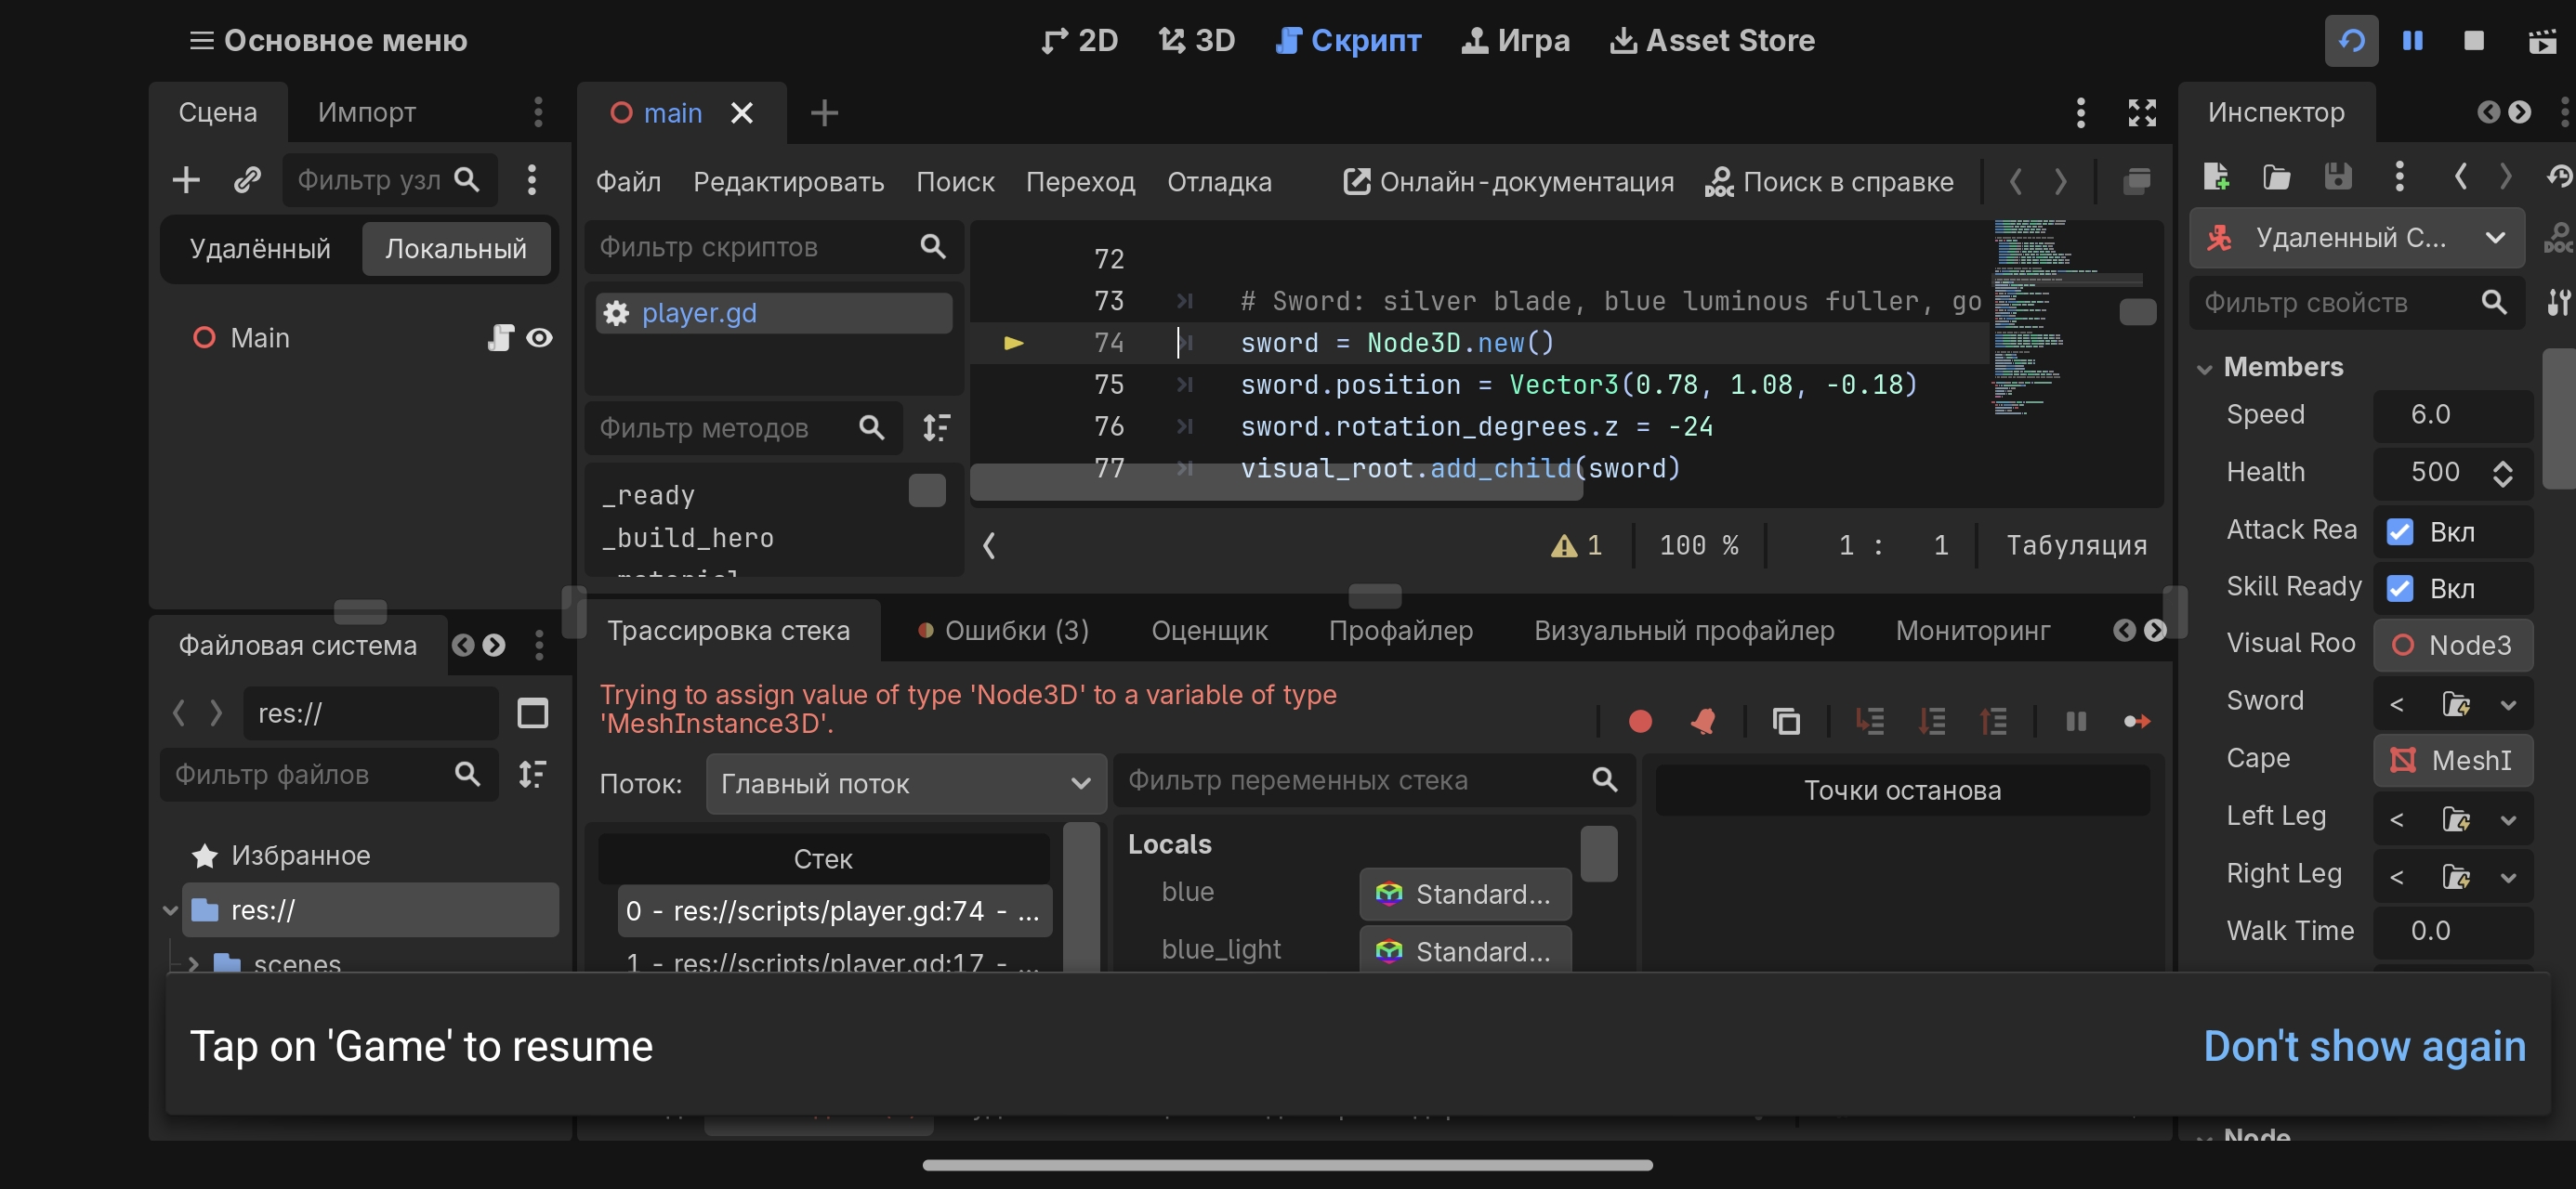 Основное меню
2D
3D
Скрипт
Игра
Asset Store
Сцена
Импорт
main
Инспектор
Фильтр узл
Файл
Редактировать
Поиск
Переход
Отладка
Онлайн-документация
Поиск в справке
Удалённый
Локальный
Фильтр скриптов
Удаленный С...
72
73 # Sword: silver blade, blue luminous fuller, go
74 sword = Node3D.new()
75 sword.position = Vector3(0.78, 1.08, -0.18)
76 sword.rotation_degrees.z = -24
77 visual_root.add_child(sword)
Main
player.gd
Фильтр методов
_ready
_build_hero
1
100 %
1 : 1
Табуляция
Фильтр свойств
Members
Speed 6.0
Health 500
Attack Rea Вкл
Skill Ready Вкл
Visual Roo Node3
Sword <
Cape MeshI
Left Leg <
Right Leg <
Walk Time 0.0
Файловая система
res://
Фильтр файлов
Избранное
res://
scenes
Трассировка стека
Ошибки (3)
Оценщик
Профайлер
Визуальный профайлер
Мониторинг
Trying to assign value of type 'Node3D' to a variable of type
'MeshInstance3D'.
Поток:
Главный поток
Фильтр переменных стека
Точки останова
Стек
0 - res://scripts/player.gd:74 - ...
1 - res://scripts/player.gd:17 - ...
Locals
blue Standard...
blue_light Standard...
Tap on 'Game' to resume
Don't show again
Node